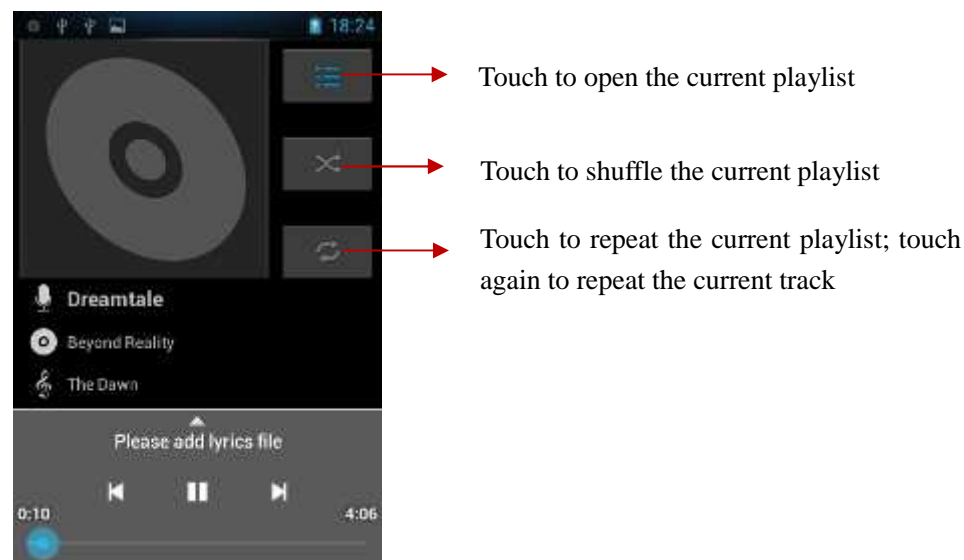 18:24
Touch to open the current playlist
Touch to shuffle the current playlist
Touch to repeat the current playlist; touch
again to repeat the current track
Dreamtale
Beyond Reality
The Dawn
Please add lyrics file
0:10
4:06